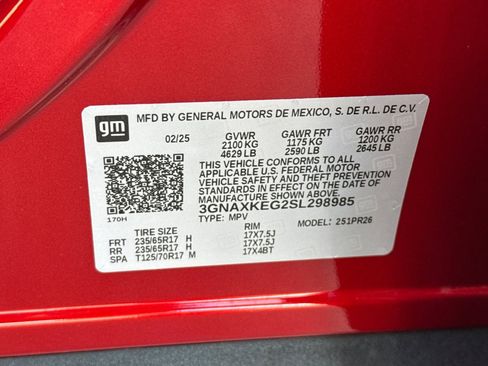 gm
MFD BY GENERAL MOTORS DE MEXICO, S. DE R.L. DE C.V.
02/25 GVWR GAWR FRT GAWR RR
2100 KG 1175 KG 1200 KG
4629 LB 2590 LB 2645 LB
THIS VEHICLE CONFORMS TO ALL
APPLICABLE U.S. FEDERAL MOTOR
VEHICLE SAFETY AND THEFT PREVENTION
STANDARDS IN EFFECT ON THE DATE OF
MANUFACTURE SHOWN ABOVE.
3GNAXKEG2SL298985
170H TYPE: MPV MODEL: 251PR26
TIRE SIZE RIM
FRT 235/65R17 H 17X7.5J
RR 235/65R17 H 17X7.5J
SPA T125/70R17 M 17X4BT